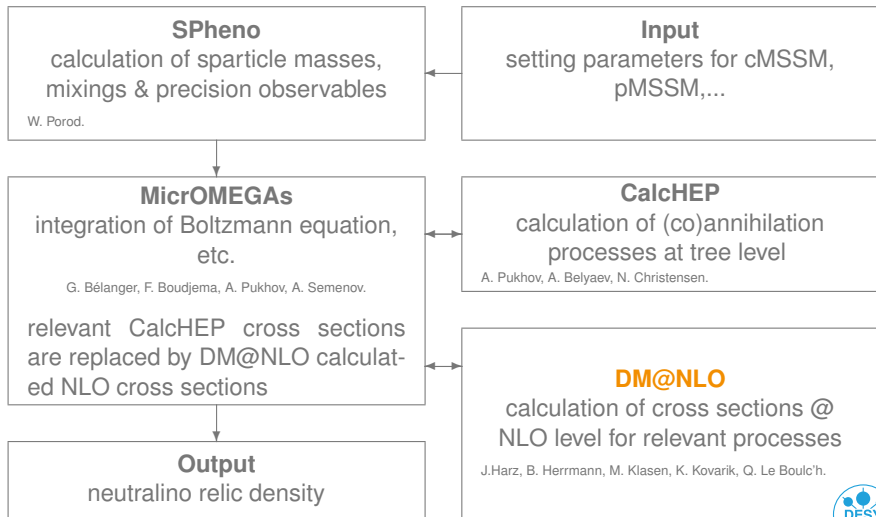 SPheno
calculation of sparticle masses,
mixings & precision observables
W. Porod.
Input
setting parameters for cMSSM,
pMSSM,...
MicrOMEGAs
integration of Boltzmann equation,
etc.
G. Bélanger, F. Boudjema, A. Pukhov, A. Semenov.
relevant CalcHEP cross sections
are replaced by DM@NLO calculat-
ed NLO cross sections
CalcHEP
calculation of (co)annihilation
processes at tree level
A. Pukhov, A. Belyaev, N. Christensen.
DM@NLO
calculation of cross sections @
NLO level for relevant processes
J.Harz, B. Herrmann, M. Klasen, K. Kovarik, Q. Le Boulc'h.
Output
neutralino relic density
DESY